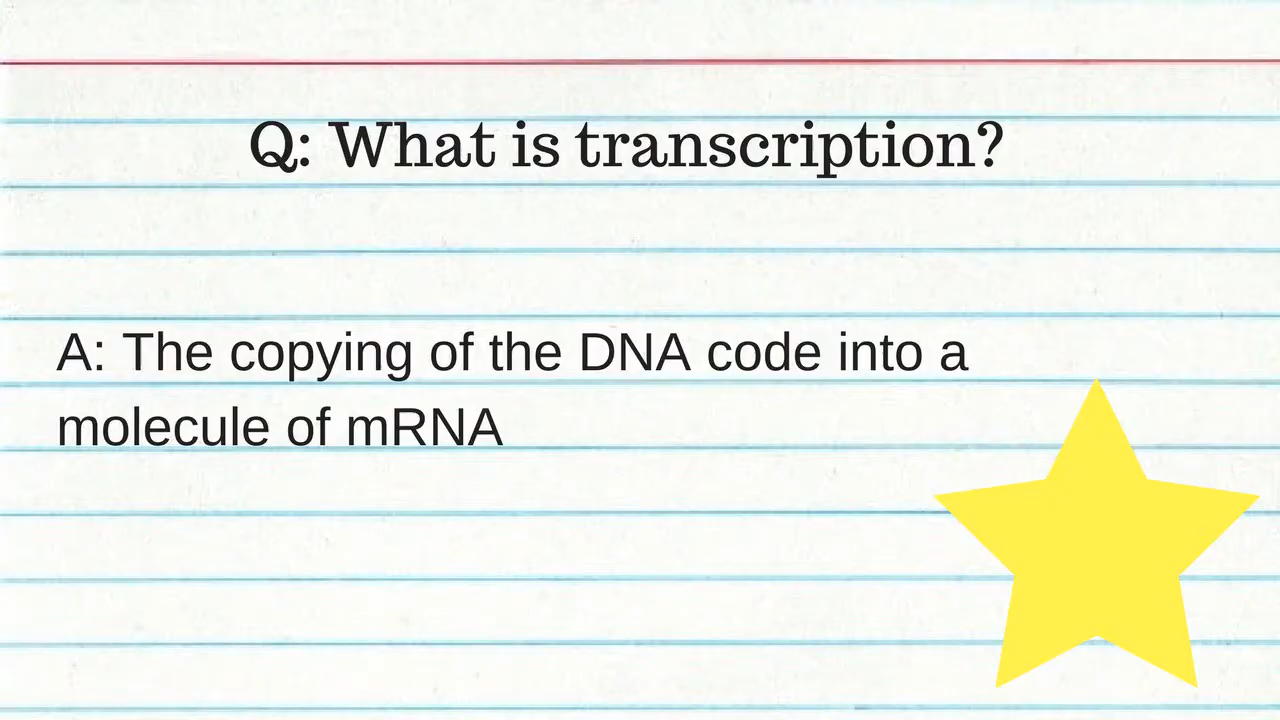 Q: What is transcription?
A: The copying of the DNA code into a
molecule of mRNA